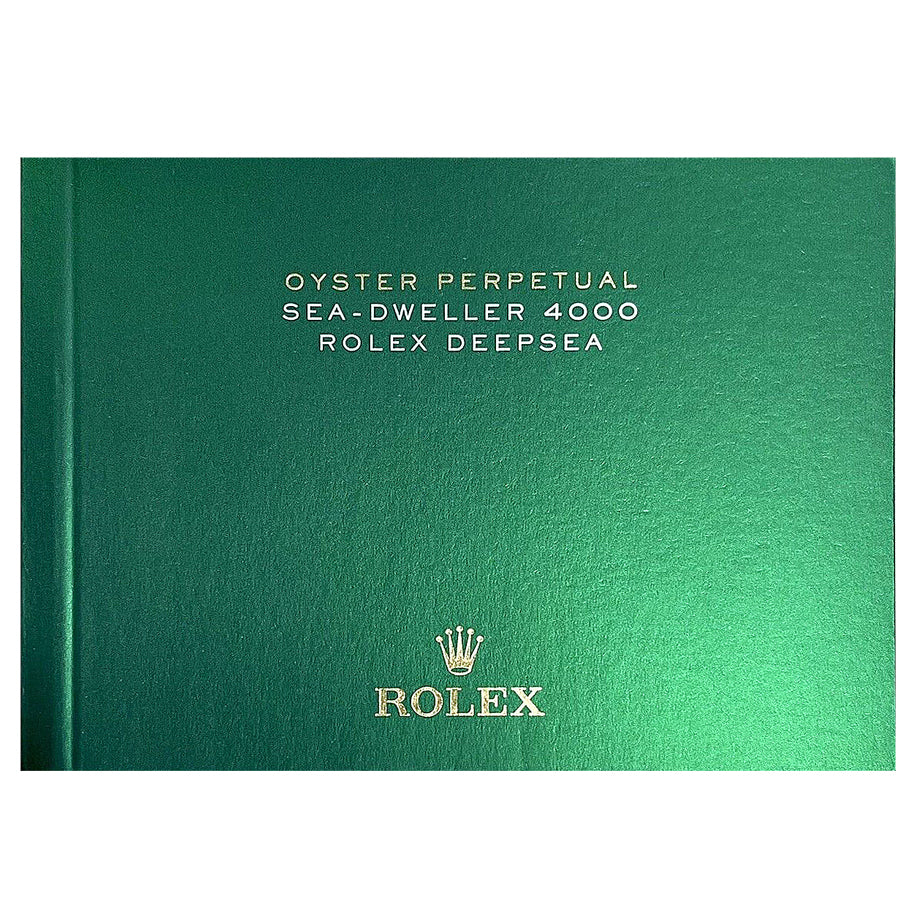 OYSTER PERPETUAL
SEA-DWELLER 4000
ROLEX DEEPSEA
ROLEX